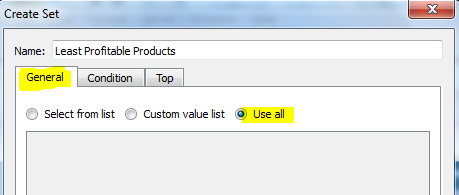 Create Set
Name: Least Profitable Products
General Condition Top
Select from list Custom value list Use all